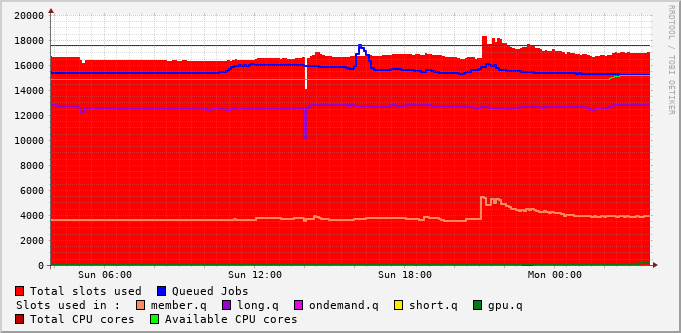 RRDTOOL / TOBI OETIKER
20000
18000
16000
14000
12000
10000
8000
6000
4000
2000
0
Sun 06:00 Sun 12:00 Sun 18:00 Mon 00:00
Total slots used Queued Jobs
Slots used in : member.q long.q ondemand.q short.q gpu.q
Total CPU cores Available CPU cores